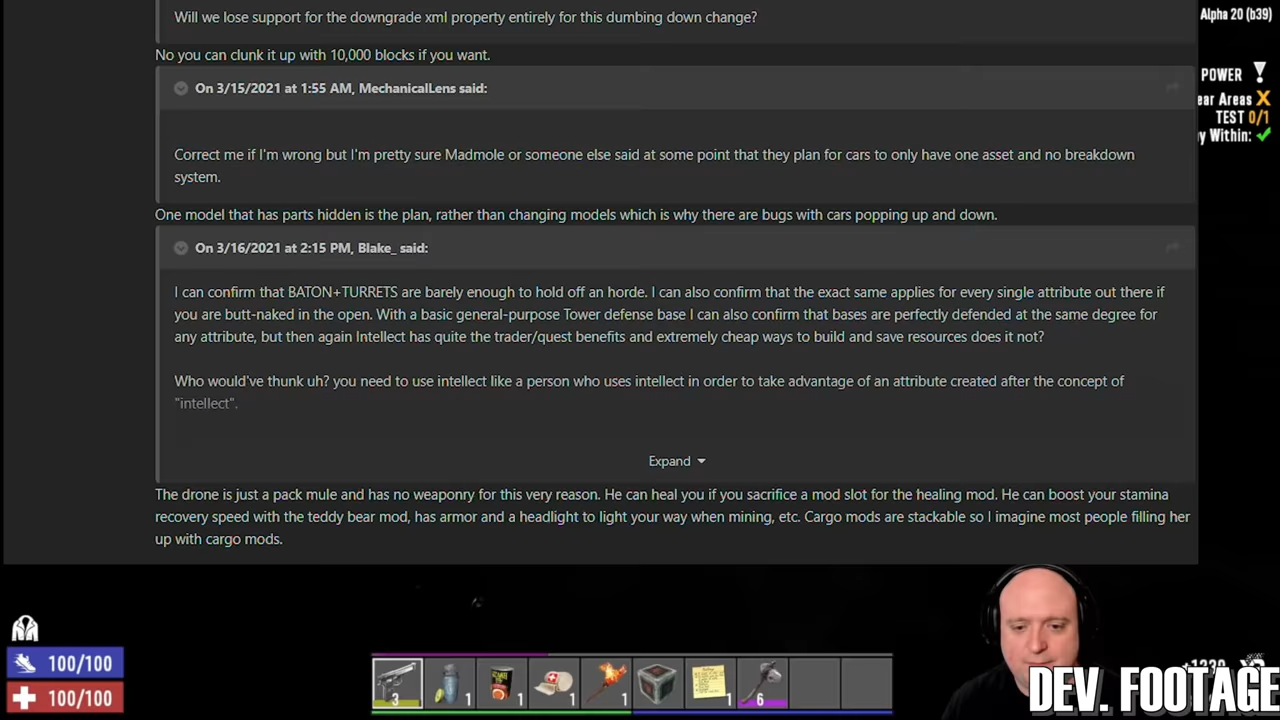 Alpha 20 (b39)
Will we lose support for the downgrade xml property entirely for this dumbing down change?
No you can clunk it up with 10,000 blocks if you want.
POWER
ear Areas X
TEST 0/1
y Within:
On 3/15/2021 at 1:55 AM, MechanicalLens said:
Correct me if I'm wrong but I'm pretty sure Madmole or someone else said at some point that they plan for cars to only have one asset and no breakdown
system.
One model that has parts hidden is the plan, rather than changing models which is why there are bugs with cars popping up and down.
On 3/16/2021 at 2:15 PM, Blake_ said:
I can confirm that BATON+TURRETS are barely enough to hold off an horde. I can also confirm that the exact same applies for every single attribute out there if
you are butt-naked in the open. With a basic general-purpose Tower defense base I can also confirm that bases are perfectly defended at the same degree for
any attribute, but then again Intellect has quite the trader/quest benefits and extremely cheap ways to build and save resources does it not?
Who would've thunk uh? you need to use intellect like a person who uses intellect in order to take advantage of an attribute created after the concept of
"intellect".
Expand
The drone is just a pack mule and has no weaponry for this very reason. He can heal you if you sacrifice a mod slot for the healing mod. He can boost your stamina
recovery speed with the teddy bear mod, has armor and a headlight to light your way when mining, etc. Cargo mods are stackable so I imagine most people filling her
up with cargo mods.
100/100
100/100
3
1
1
1
1
1
6
DEV. FOOTAGE